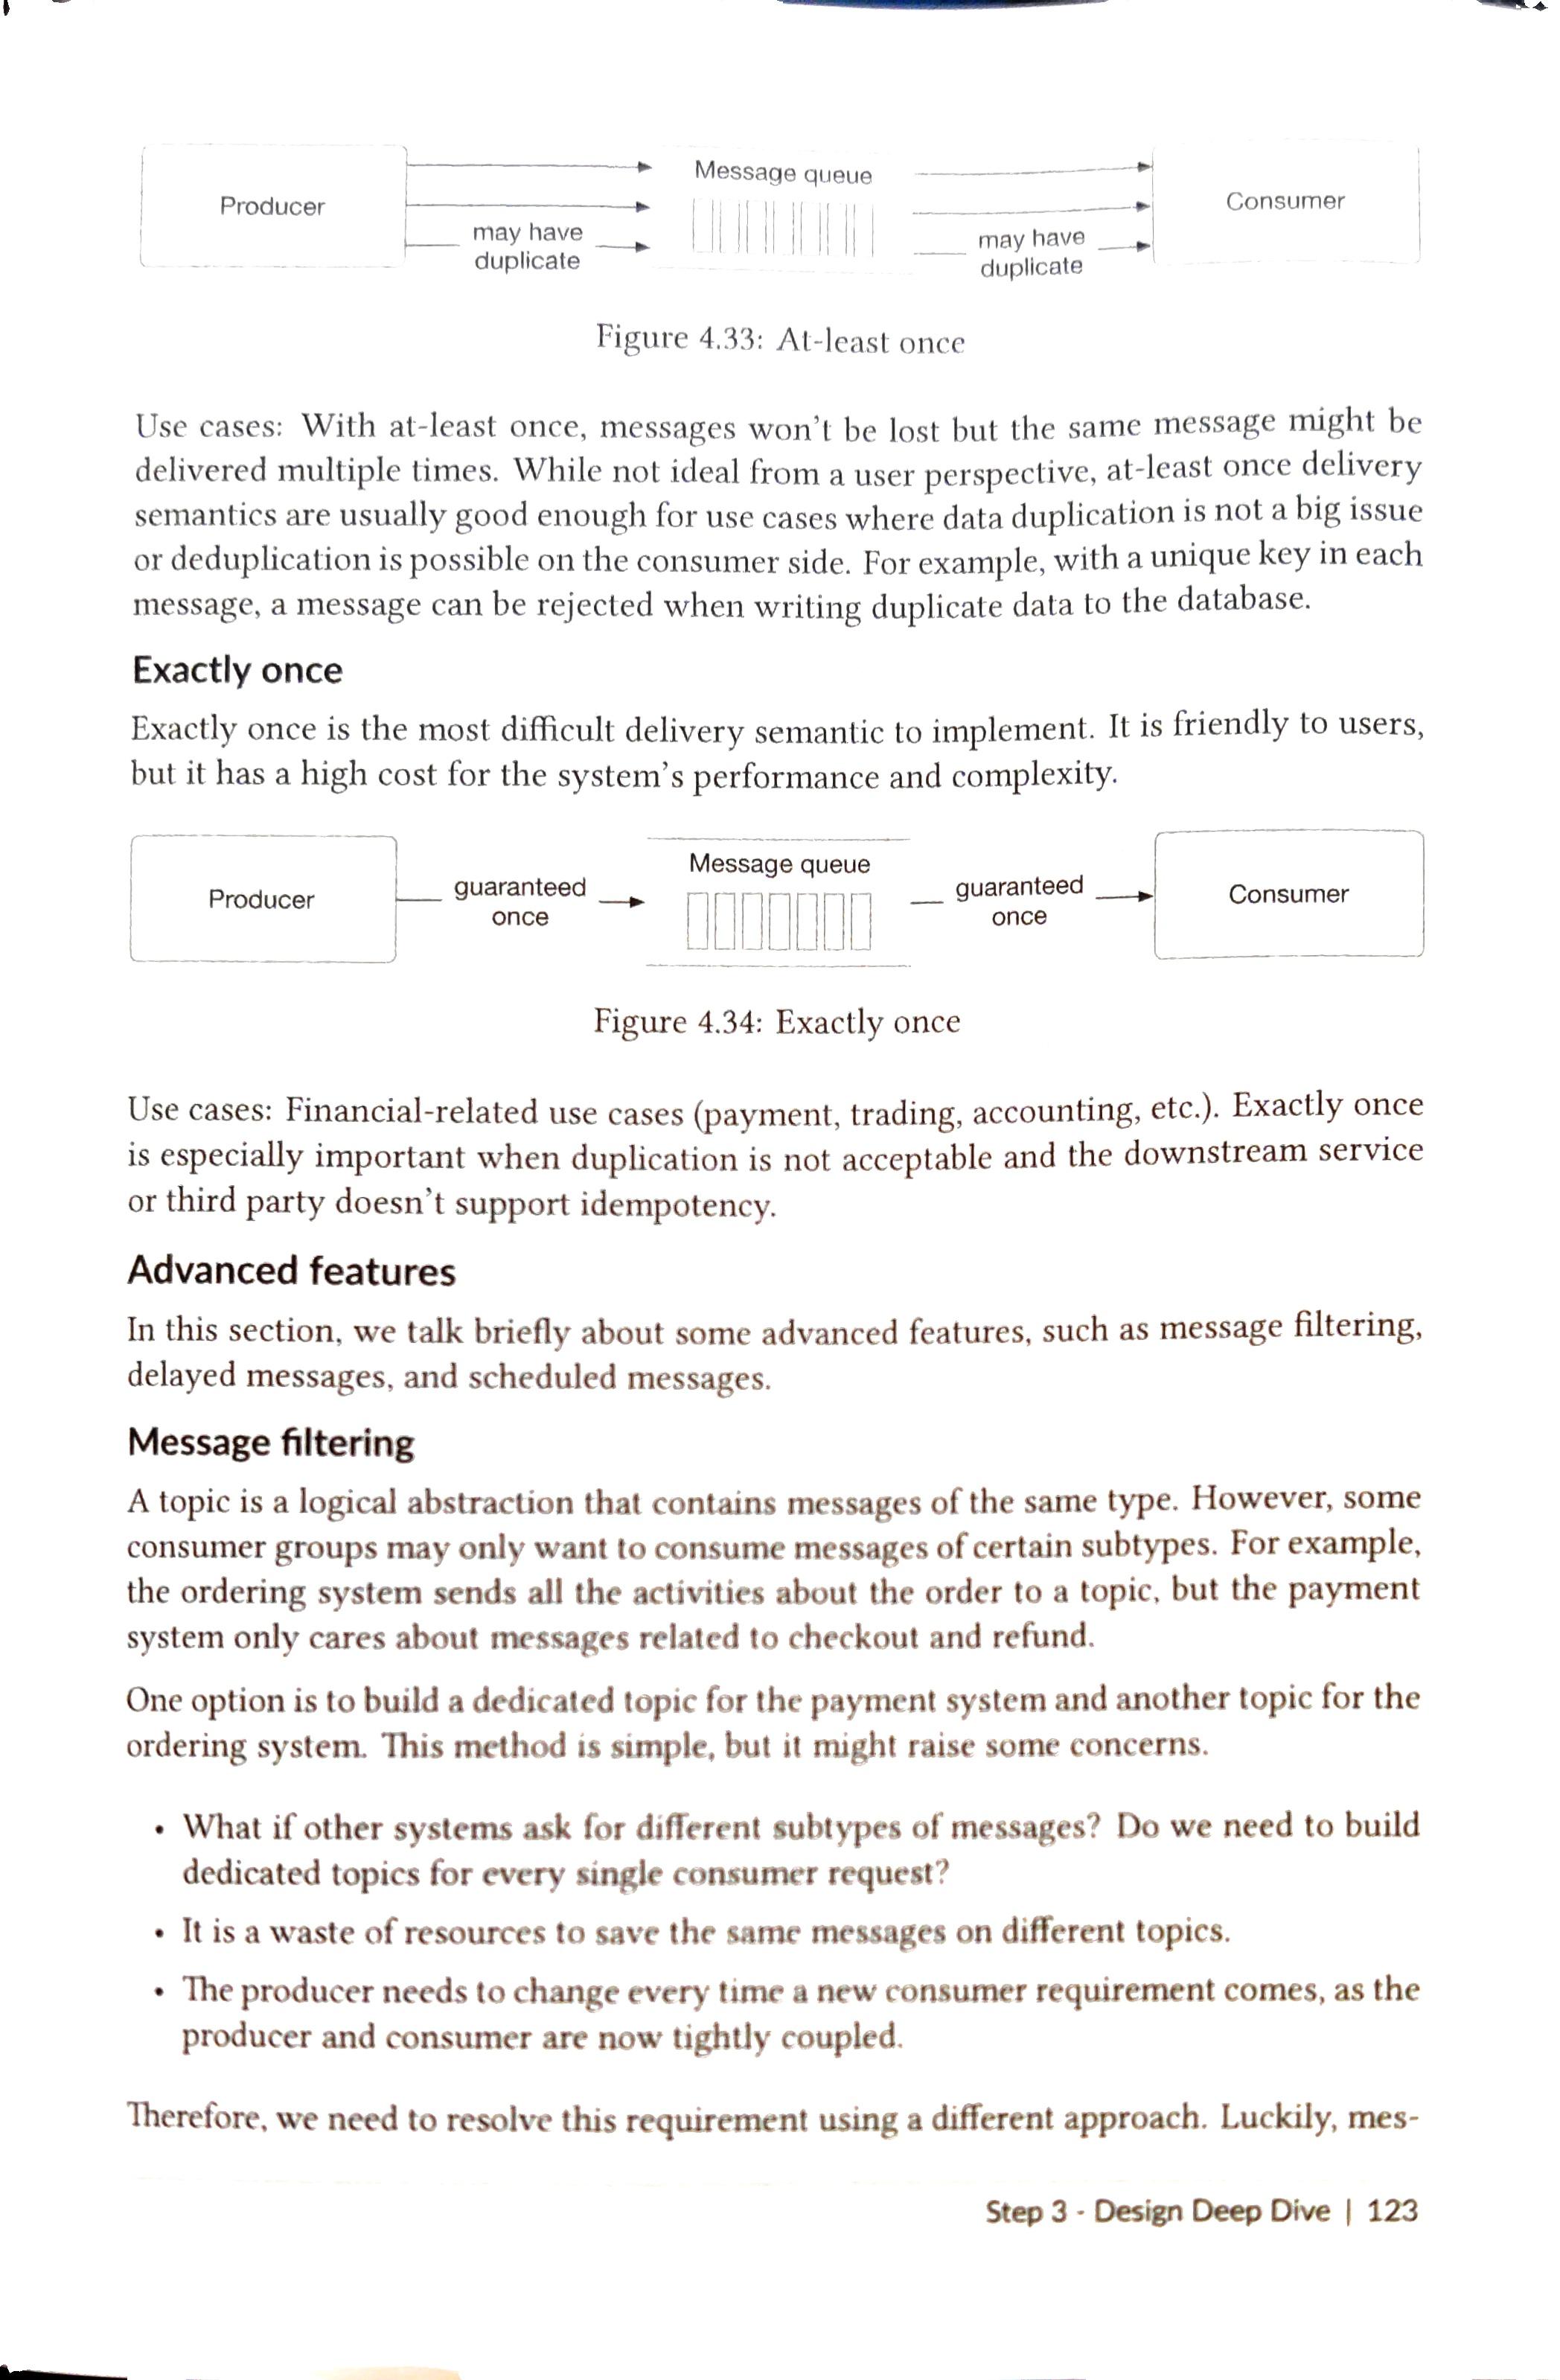 Producer
Message queue
Consumer
may have
duplicate
may have
duplicate
Figure 4.33: At-least once
Use cases: With at-least once, messages won't be lost but the same message might be
delivered multiple times. While not ideal from a user perspective, at-least once delivery
semantics are usually good enough for use cases where data duplication is not a big issue
or deduplication is possible on the consumer side. For example, with a unique key in each
message, a message can be rejected when writing duplicate data to the database.
Exactly once
Exactly once is the most difficult delivery semantic to implement. It is friendly to users,
but it has a high cost for the system's performance and complexity.
Producer
guaranteed
once
Message queue
guaranteed
once
Consumer
Figure 4.34: Exactly once
Use cases: Financial-related use cases (payment, trading, accounting, etc.). Exactly once
is especially important when duplication is not acceptable and the downstream service
or third party doesn't support idempotency.
Advanced features
In this section, we talk briefly about some advanced features, such as message filtering,
delayed messages, and scheduled messages.
Message filtering
A topic is a logical abstraction that contains messages of the same type. However, some
consumer groups may only want to consume messages of certain subtypes. For example,
the ordering system sends all the activities about the order to a topic, but the payment
system only cares about messages related to checkout and refund.
One option is to build a dedicated topic for the payment system and another topic for the
ordering system. This method is simple, but it might raise some concerns.
• What if other systems ask for different subtypes of messages? Do we need to build
dedicated topics for every single consumer request?
• It is a waste of resources to save the same messages on different topics.
• The producer needs to change every time a new consumer requirement comes, as the
producer and consumer are now tightly coupled.
Therefore, we need to resolve this requirement using a different approach. Luckily, mes-
Step 3 - Design Deep Dive | 123